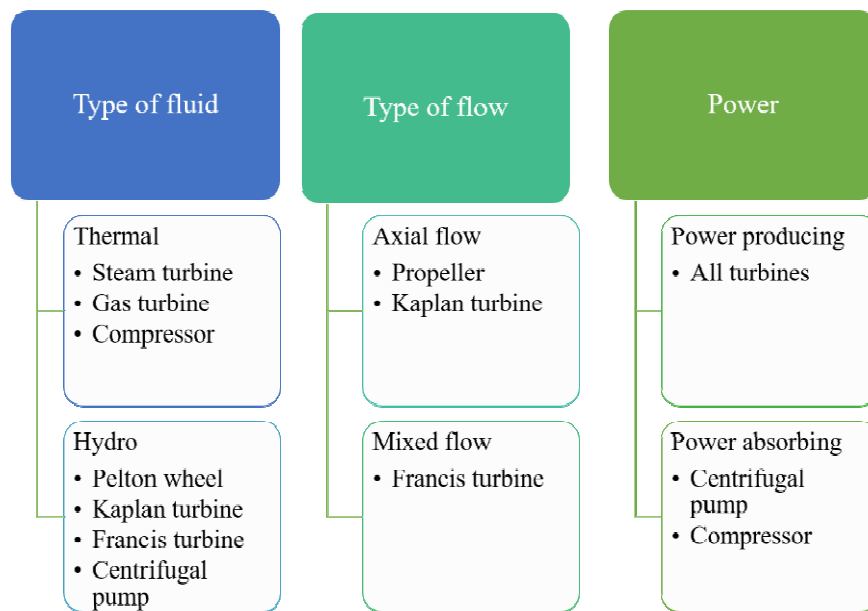 Type of fluid
Thermal
• Steam turbine
• Gas turbine
• Compressor
Hydro
• Pelton wheel
• Kaplan turbine
• Francis turbine
• Centrifugal
pump
Type of flow
Axial flow
• Propeller
• Kaplan turbine
Mixed flow
• Francis turbine
Power
Power producing
• All turbines
Power absorbing
• Centrifugal
pump
• Compressor